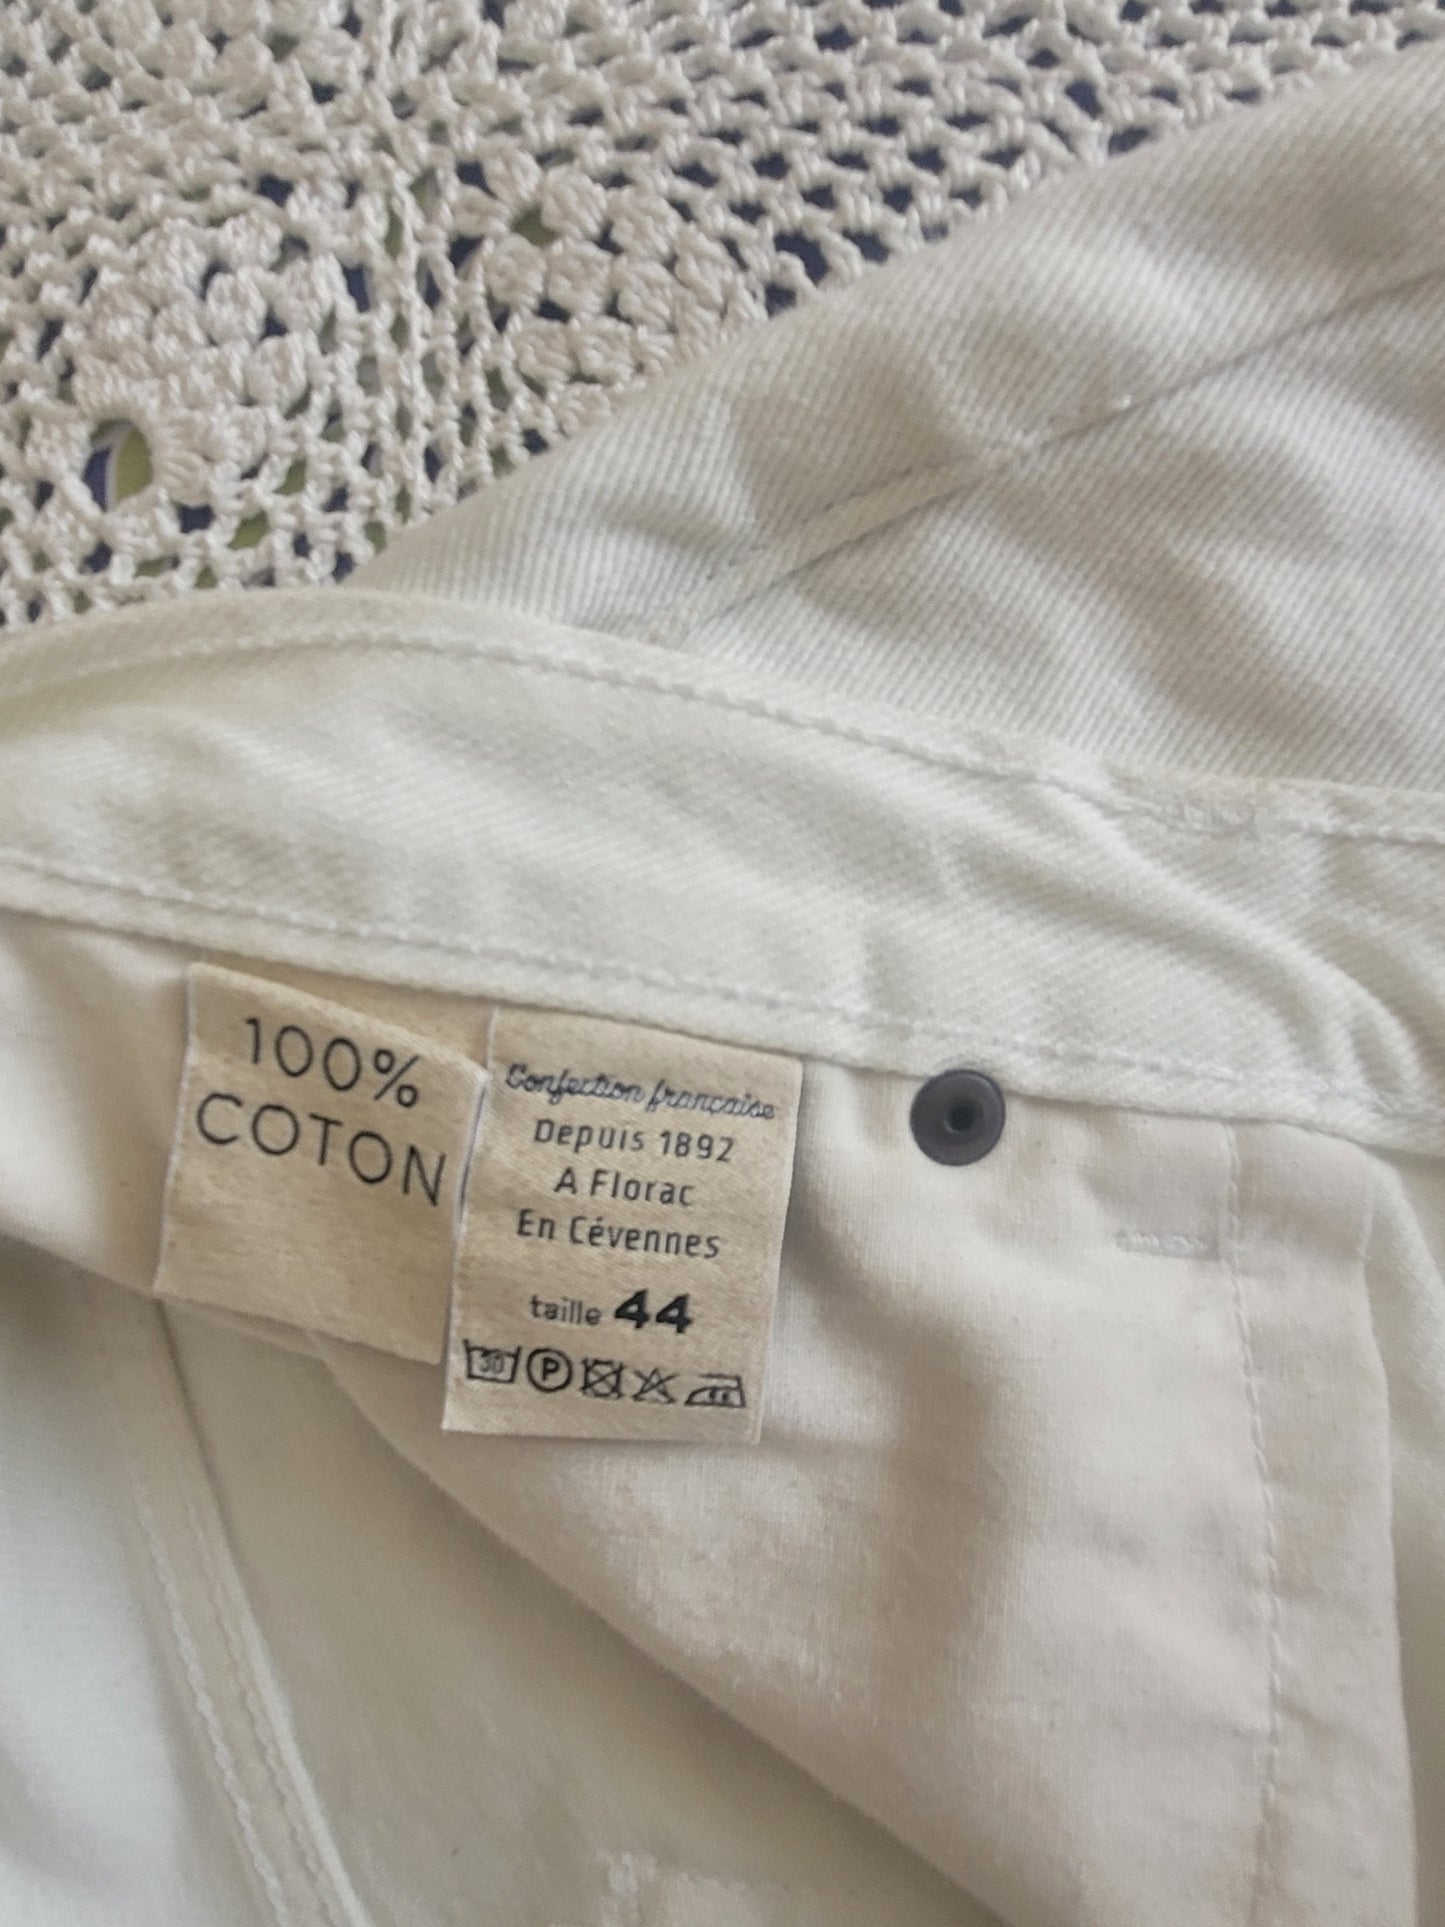 100%
COTON
Confection française
Depuis 1892
A Florac
En Cévennes
taille 44
30 P